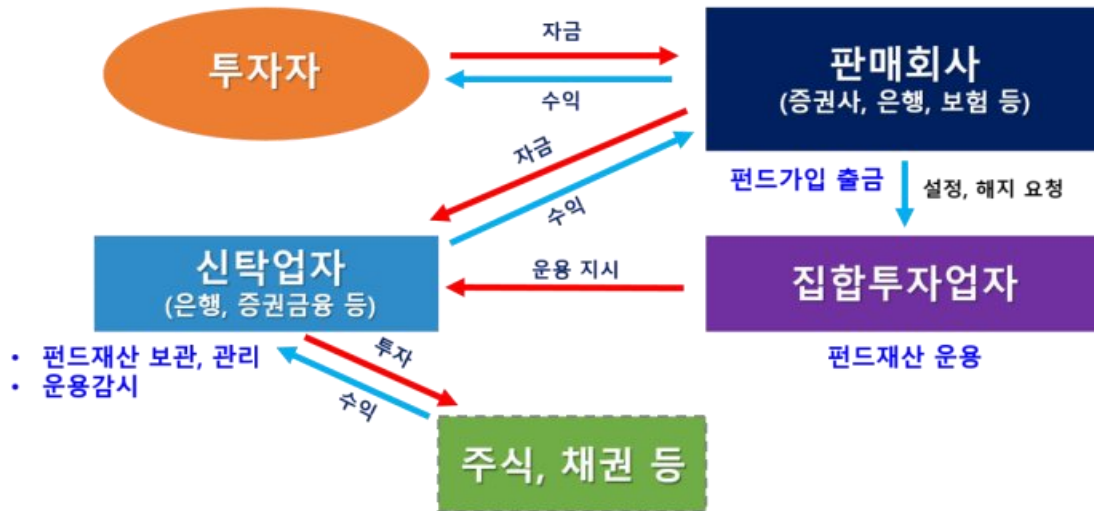 투자자
자금
수익
판매회사
(증권사, 은행, 보험 등)
자금
수익
펀드가입 출금
설정, 해지 요청
신탁업자
(은행, 증권금융 등)
운용 지시
집합투자업자
• 펀드재산 보관, 관리
• 운용감시
투자
수익
펀드재산 운용
주식, 채권 등